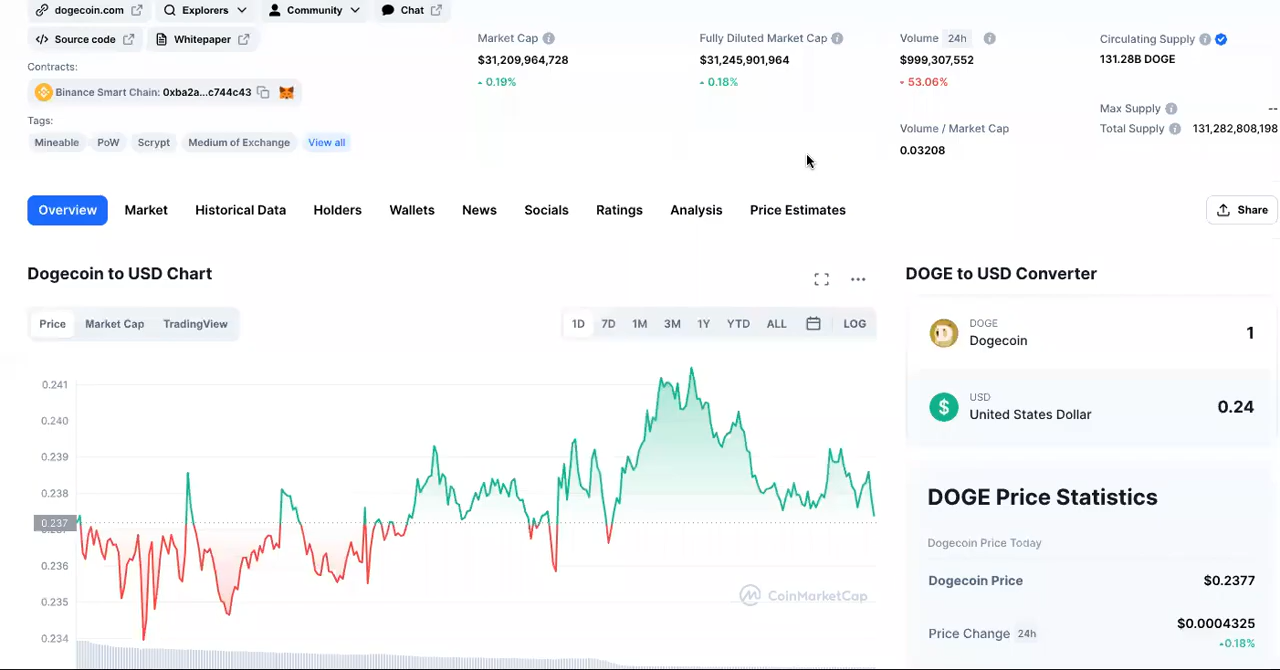 dogecoin.com
Explorers
Community
Chat
Source code
Whitepaper
Contracts:
Binance Smart Chain: 0xba2a...c744c43
Tags:
Mineable
PoW
Scrypt
Medium of Exchange
View all
Market Cap
$31,209,964,728
0.19%
Fully Diluted Market Cap
$31,245,901,964
0.18%
Volume 24h
$999,307,552
53.06%
Volume / Market Cap
0.03208
Circulating Supply
131.28B DOGE
Max Supply --
Total Supply 131,282,808,198
Overview
Market
Historical Data
Holders
Wallets
News
Socials
Ratings
Analysis
Price Estimates
Share
Dogecoin to USD Chart
Price
Market Cap
TradingView
1D
7D
1M
3M
1Y
YTD
ALL
LOG
0.241
0.240
0.239
0.238
0.237
0.236
0.235
0.234
CoinMarketCap
DOGE to USD Converter
DOGE
Dogecoin
1
USD
United States Dollar
0.24
DOGE Price Statistics
Dogecoin Price Today
Dogecoin Price $0.2377
Price Change 24h
$0.0004325
0.18%